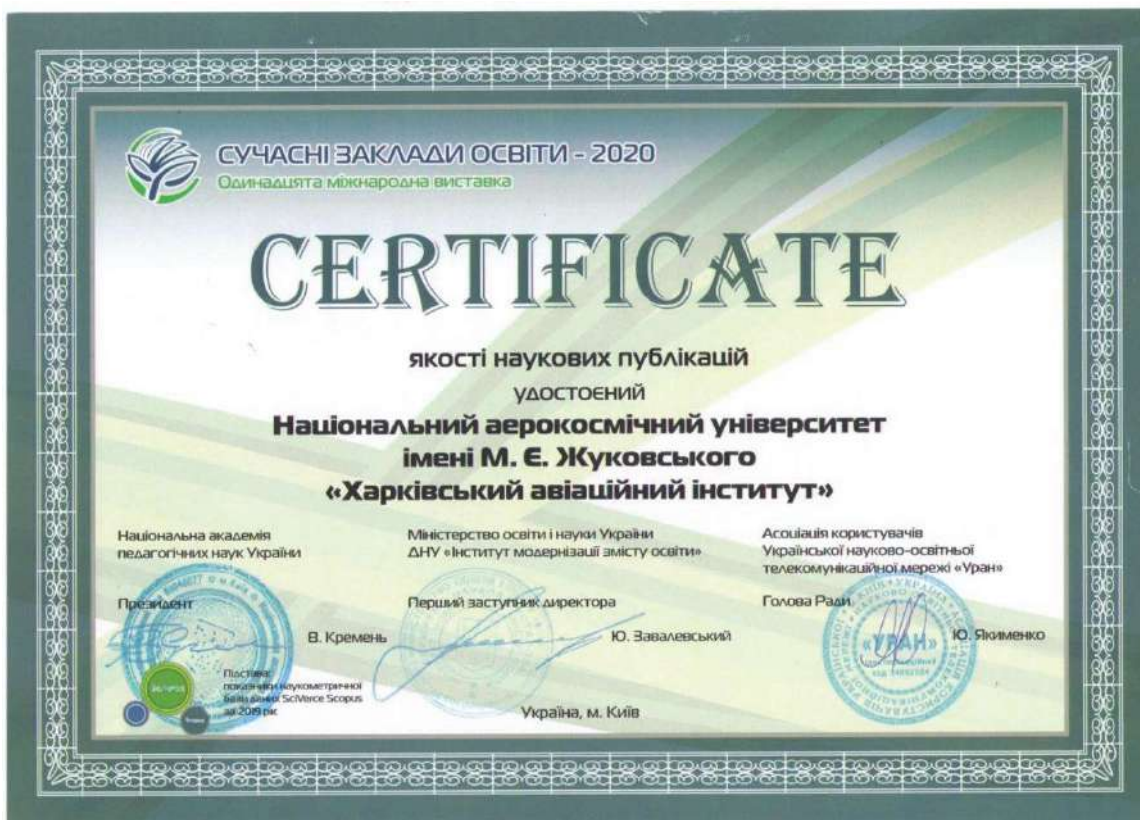 СУЧАСНІ ЗАКЛАДИ ОСВІТИ - 2020
Одинадцята міжнародна виставка
CERTIFICATE
якості наукових публікацій
удостоєний
Національний аерокосмічний університет
імені М. Є. Жуковського
«Харківський авіаційний інститут»
Національна академія
педагогічних наук України
Президент
В. Кремень
Міністерство освіти і науки України
ДНУ «Інститут модернізації змісту освіти»
Перший заступник директора
Ю. Завалевський
Асоціація користувачів
Української науково-освітньої
телекомунікаційної мережі «Уран»
Голова Ради
Ю. Якименко
«УРАН»
Підстава:
показники наукометричної
бази даних SciVerce Scopus
за 2019 рік
Україна, м. Київ